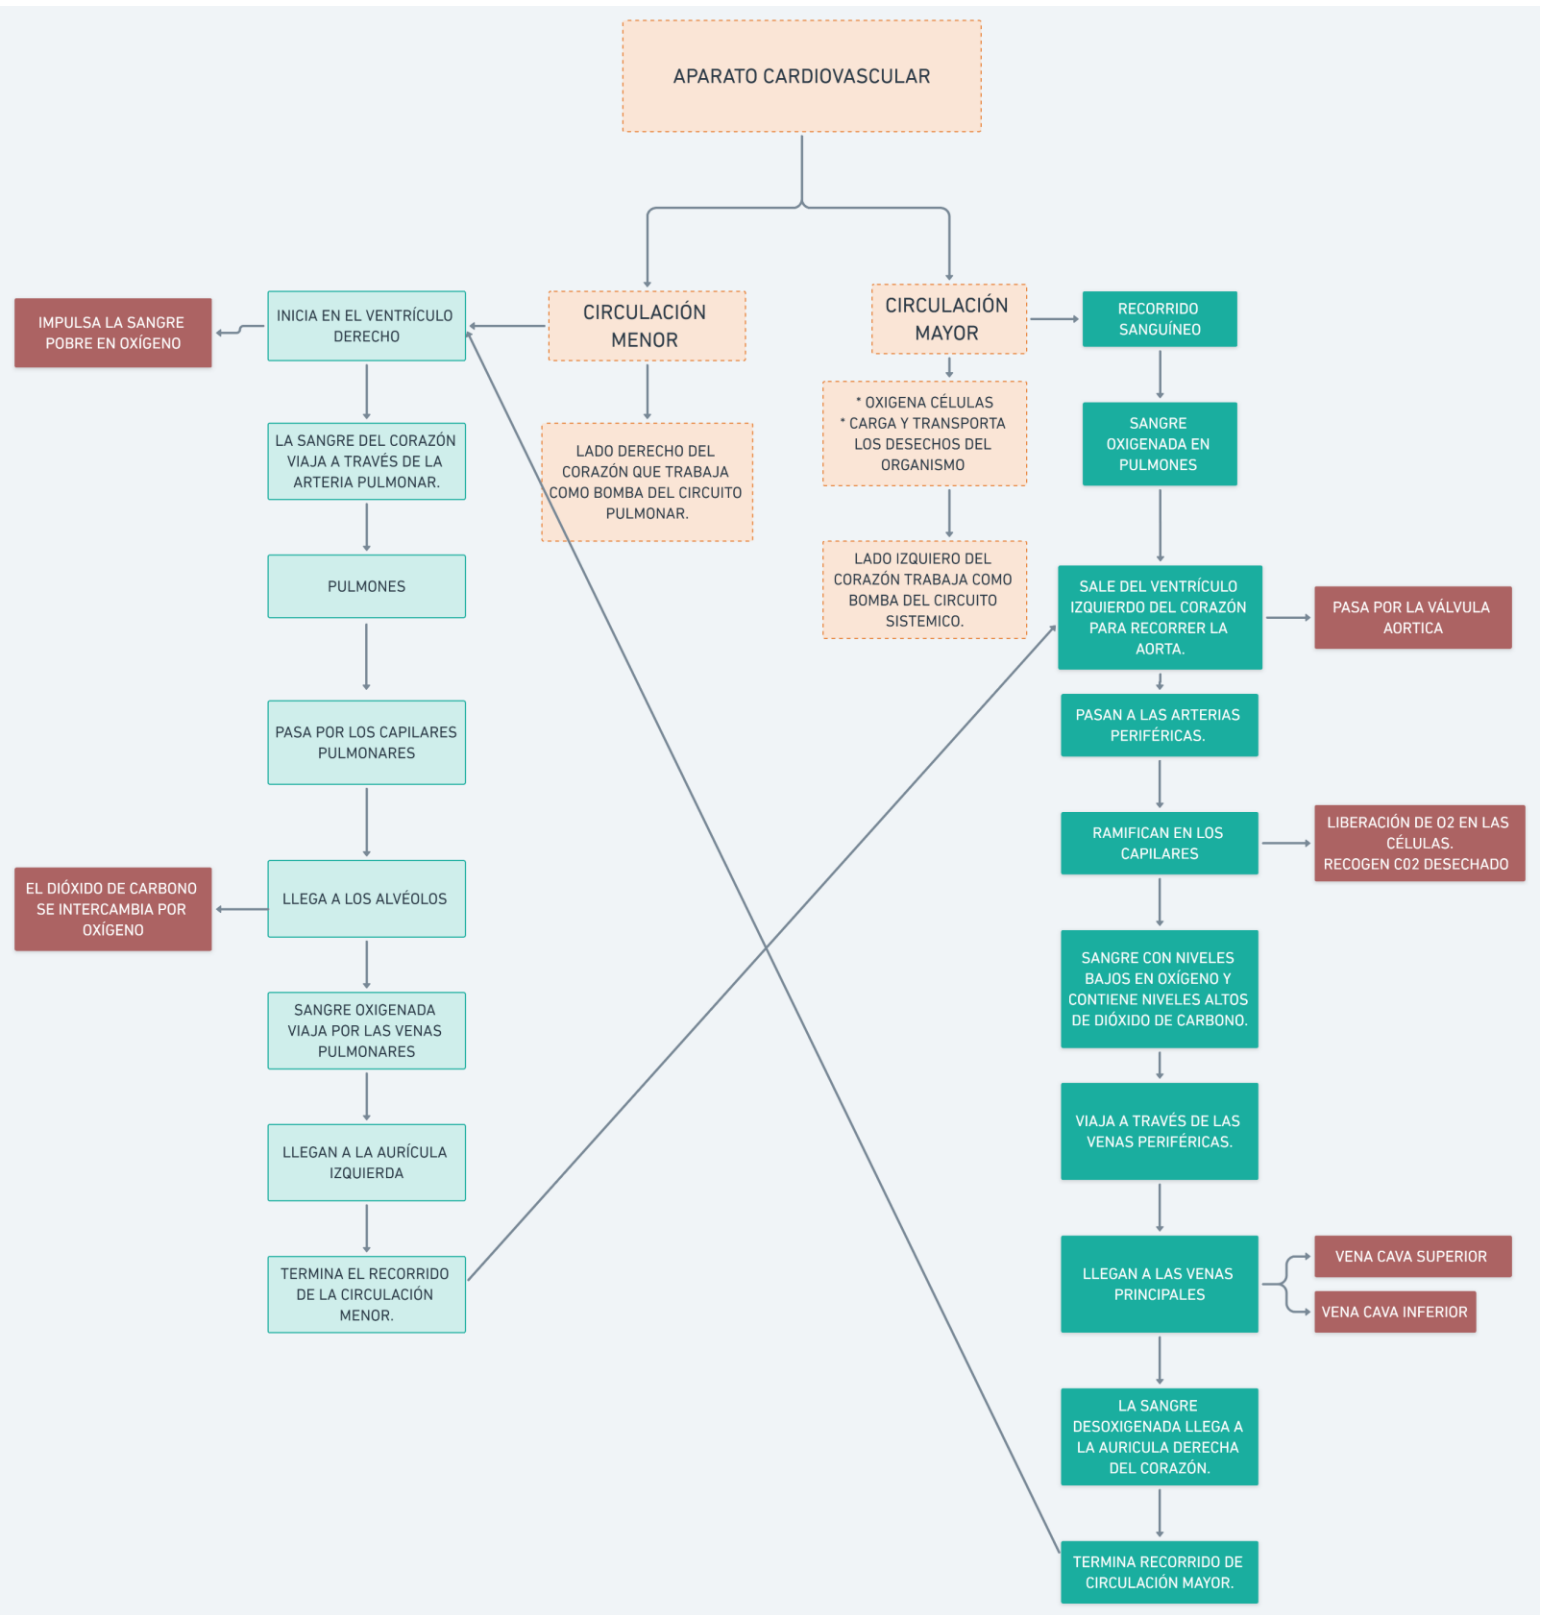 APARATO CARDIOVASCULAR
CIRCULACIÓN
MENOR
LADO DERECHO DEL
CORAZÓN QUE TRABAJA
COMO BOMBA DEL CIRCUITO
PULMONAR.
INICIA EN EL VENTRÍCULO
DERECHO
IMPULSA LA SANGRE
POBRE EN OXÍGENO
LA SANGRE DEL CORAZÓN
VIAJA A TRAVÉS DE LA
ARTERIA PULMONAR.
PULMONES
PASA POR LOS CAPILARES
PULMONARES
LLEGA A LOS ALVÉOLOS
EL DIÓXIDO DE CARBONO
SE INTERCAMBIA POR
OXÍGENO
SANGRE OXIGENADA
VIAJA POR LAS VENAS
PULMONARES
LLEGAN A LA AURÍCULA
IZQUIERDA
TERMINA EL RECORRIDO
DE LA CIRCULACIÓN
MENOR.
CIRCULACIÓN
MAYOR
* OXIGENA CÉLULAS
* CARGA Y TRANSPORTA
LOS DESECHOS DEL
ORGANISMO
LADO IZQUIERO DEL
CORAZÓN TRABAJA COMO
BOMBA DEL CIRCUITO
SISTEMICO.
RECORRIDO
SANGUÍNEO
SANGRE
OXIGENADA EN
PULMONES
SALE DEL VENTRÍCULO
IZQUIERDO DEL CORAZÓN
PARA RECORRER LA
AORTA.
PASA POR LA VÁLVULA
AORTICA
PASAN A LAS ARTERIAS
PERIFÉRICAS.
RAMIFICAN EN LOS
CAPILARES
LIBERACIÓN DE O2 EN LAS
CÉLULAS.
RECOGEN C02 DESECHADO
SANGRE CON NIVELES
BAJOS EN OXÍGENO Y
CONTIENE NIVELES ALTOS
DE DIÓXIDO DE CARBONO.
VIAJA A TRAVÉS DE LAS
VENAS PERIFÉRICAS.
LLEGAN A LAS VENAS
PRINCIPALES
VENA CAVA SUPERIOR
VENA CAVA INFERIOR
LA SANGRE
DESOXIGENADA LLEGA A
LA AURICULA DERECHA
DEL CORAZÓN.
TERMINA RECORRIDO DE
CIRCULACIÓN MAYOR.